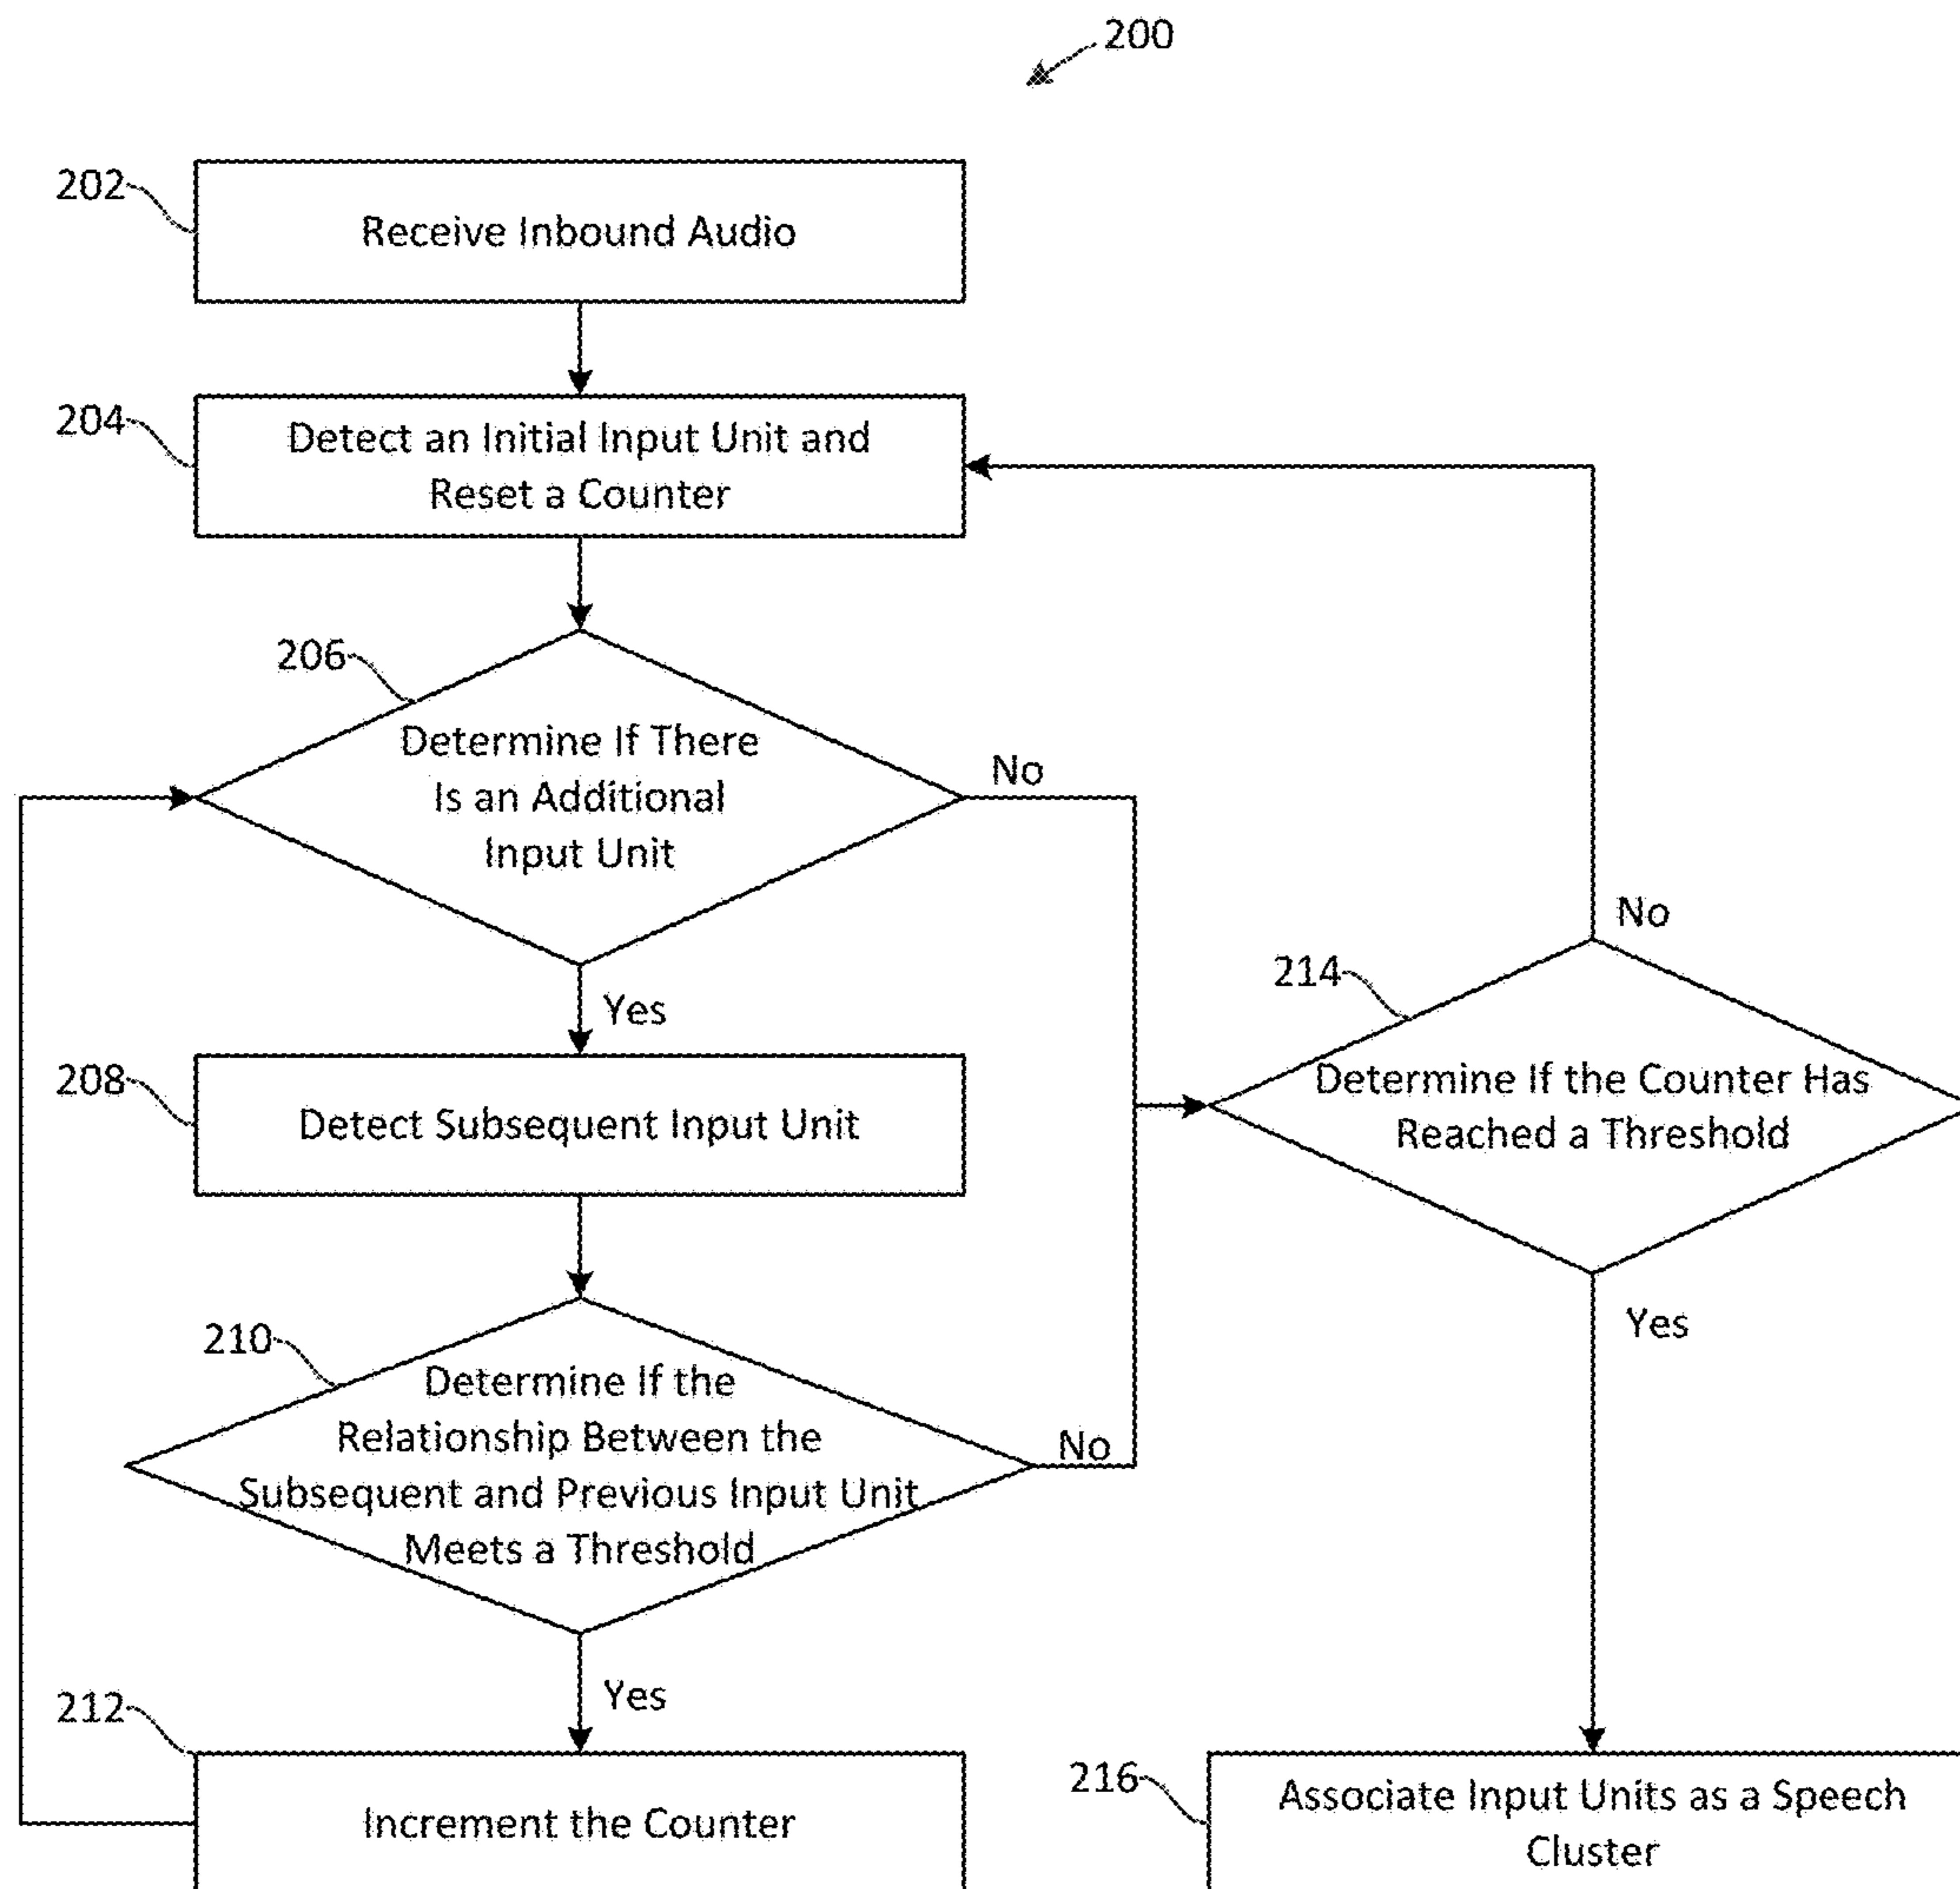 200
202
Receive Inbound Audio
204
Detect an Initial Input Unit and
Reset a Counter
206
Determine If There
Is an Additional
Input Unit
No
Yes
208
Detect Subsequent Input Unit
210
Determine If the
Relationship Between the
Subsequent and Previous Input Unit
Meets a Threshold
No
Yes
212
Increment the Counter
No
214
Determine If the Counter Has
Reached a Threshold
Yes
216
Associate Input Units as a Speech
Cluster